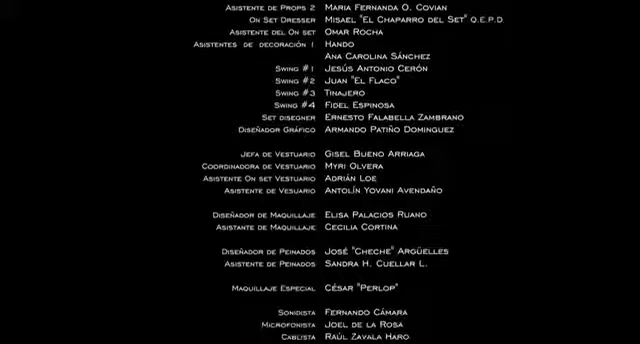 Asistente de Props 2 Maria Fernanda O. Covian
On Set Dresser Misael "El Chaparro del Set" Q.E.P.D.
Asistente del On set Omar Rocha
Asistentes de decoración 1 Hando
Ana Carolina Sánchez
Swing #1 Jesús Antonio Cerón
Swing #2 Juan "El Flaco"
Swing #3 Tinajero
Swing #4 Fidel Espinosa
Set disegner Ernesto Falabella Zambrano
Diseñador Gráfico Armando Patiño Dominguez
Jefa de Vestuario Gisel Bueno Arriaga
Coordinadora de Vestuario Myri Olvera
Asistente On set Vestuario Adrián Loe
Asistente de Vesuario Antolín Yovani Avendaño
Diseñador de Maquillaje Elisa Palacios Ruano
Asistante de Maquillaje Cecilia Cortina
Diseñador de Peinados José "Cheche" Argüelles
Asistente de Peinados Sandra H. Cuellar L.
Maquillaje Especial César "Perlop"
Sonidista Fernando Cámara
Microfonista Joel de la Rosa
Cablista Raúl Zavala Haro